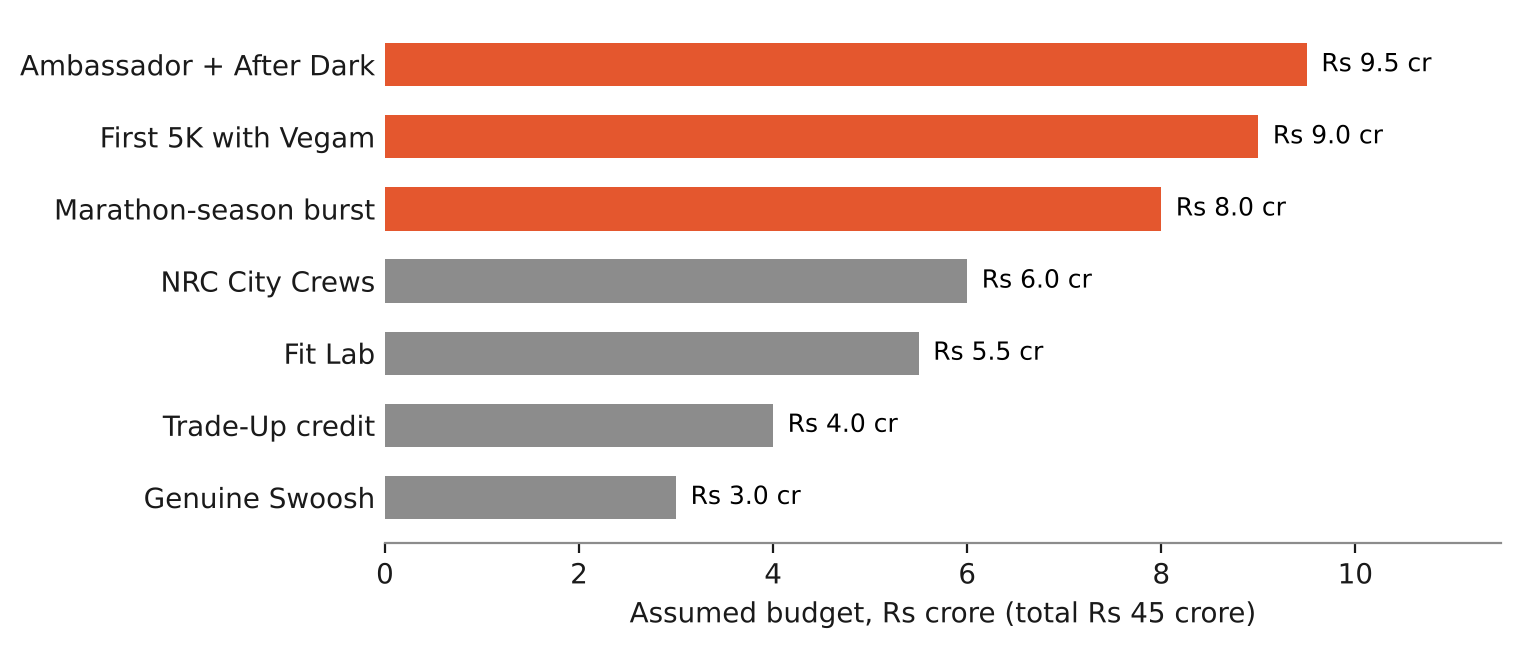 Ambassador + After Dark Rs 9.5 cr
First 5K with Vegam Rs 9.0 cr
Marathon-season burst Rs 8.0 cr
NRC City Crews Rs 6.0 cr
Fit Lab Rs 5.5 cr
Trade-Up credit Rs 4.0 cr
Genuine Swoosh Rs 3.0 cr
0 2 4 6 8 10
Assumed budget, Rs crore (total Rs 45 crore)